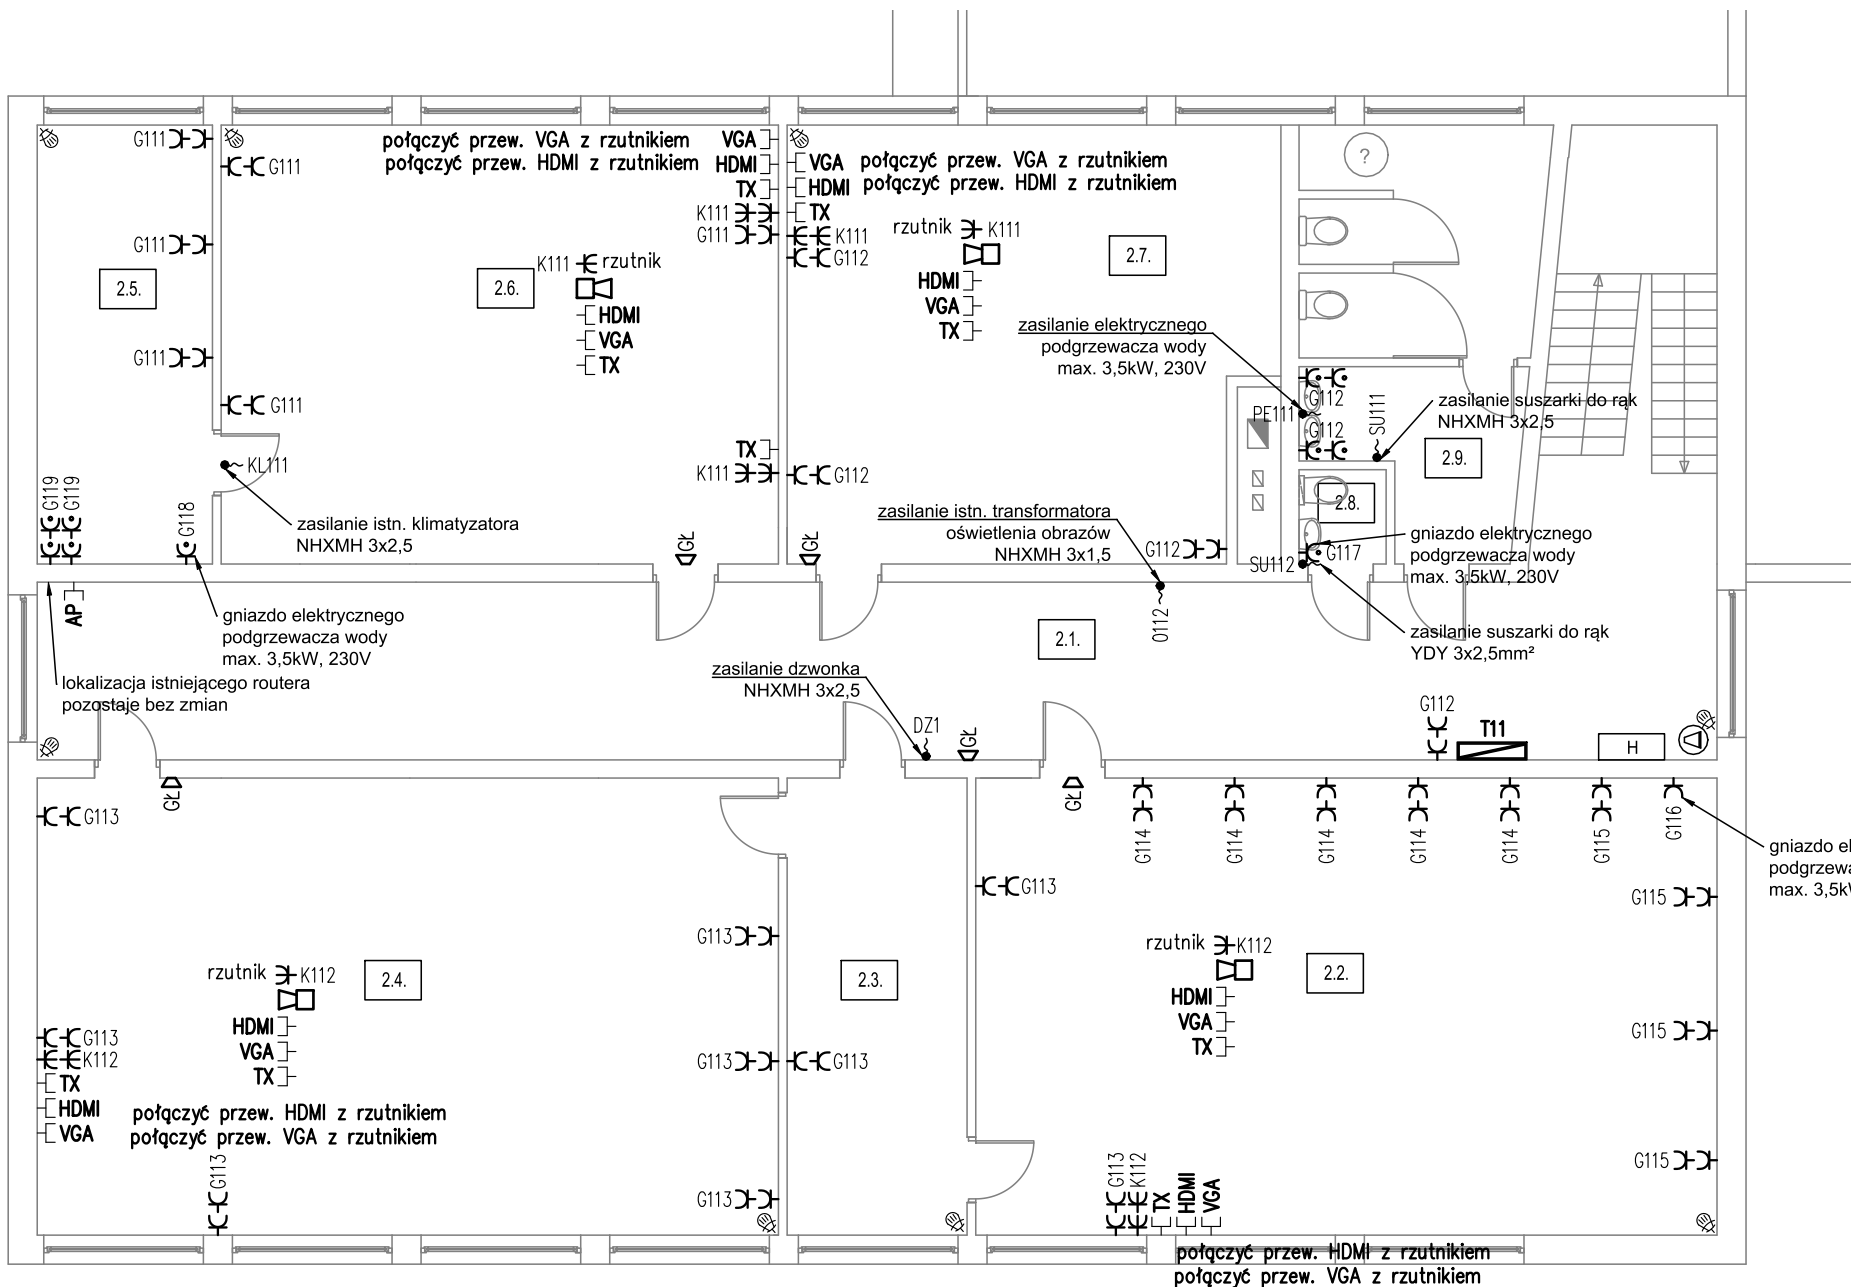 G111
G111
połączyć przew. VGA z rzutnikiem
połączyć przew. HDMI z rzutnikiem
VGA
HDMI
TX
K111
G111
VGA
HDMI
TX
K111
G112
połączyć przew. VGA z rzutnikiem
połączyć przew. HDMI z rzutnikiem
?
G111
2.5.
2.6.
K111
rzutnik
HDMI
VGA
TX
rzutnik
K111
HDMI
VGA
TX
2.7.
zasilanie elektrycznego
podgrzewacza wody
max. 3,5kW, 230V
G111
G111
KL111
TX
K111
G112
PE111
G112
G112
SU111
zasilanie suszarki do rąk
NHXMH 3x2,5
2.9.
2.8.
G119
G119
G118
zasilanie istn. klimatyzatora
NHXMH 3x2,5
GŁ
GŁ
zasilanie istn. transformatora
oświetlenia obrazów
NHXMH 3x1,5
G112
SU112
G117
gniazdo elektrycznego
podgrzewacza wody
max. 3,5kW, 230V
AP
gniazdo elektrycznego
podgrzewacza wody
max. 3,5kW, 230V
O112
2.1.
zasilanie suszarki do rąk
YDY 3x2,5mm²
lokalizacja istniejącego routera
pozostaje bez zmian
zasilanie dzwonka
NHXMH 3x2,5
DZ1
GŁ
G112
T11
H
GŁ
GŁ
G113
G114
G114
G114
G114
G114
G115
G116
gniazdo el
podgrzewa
max. 3,5kW
G113
G115
G113
rzutnik
K112
HDMI
VGA
TX
2.4.
2.3.
rzutnik
K112
HDMI
VGA
TX
2.2.
G115
G113
K112
TX
HDMI
VGA
połączyć przew. HDMI z rzutnikiem
połączyć przew. VGA z rzutnikiem
G113
G113
G113
G113
G113
K112
TX
HDMI
VGA
G115
połączyć przew. HDMI z rzutnikiem
połączyć przew. VGA z rzutnikiem